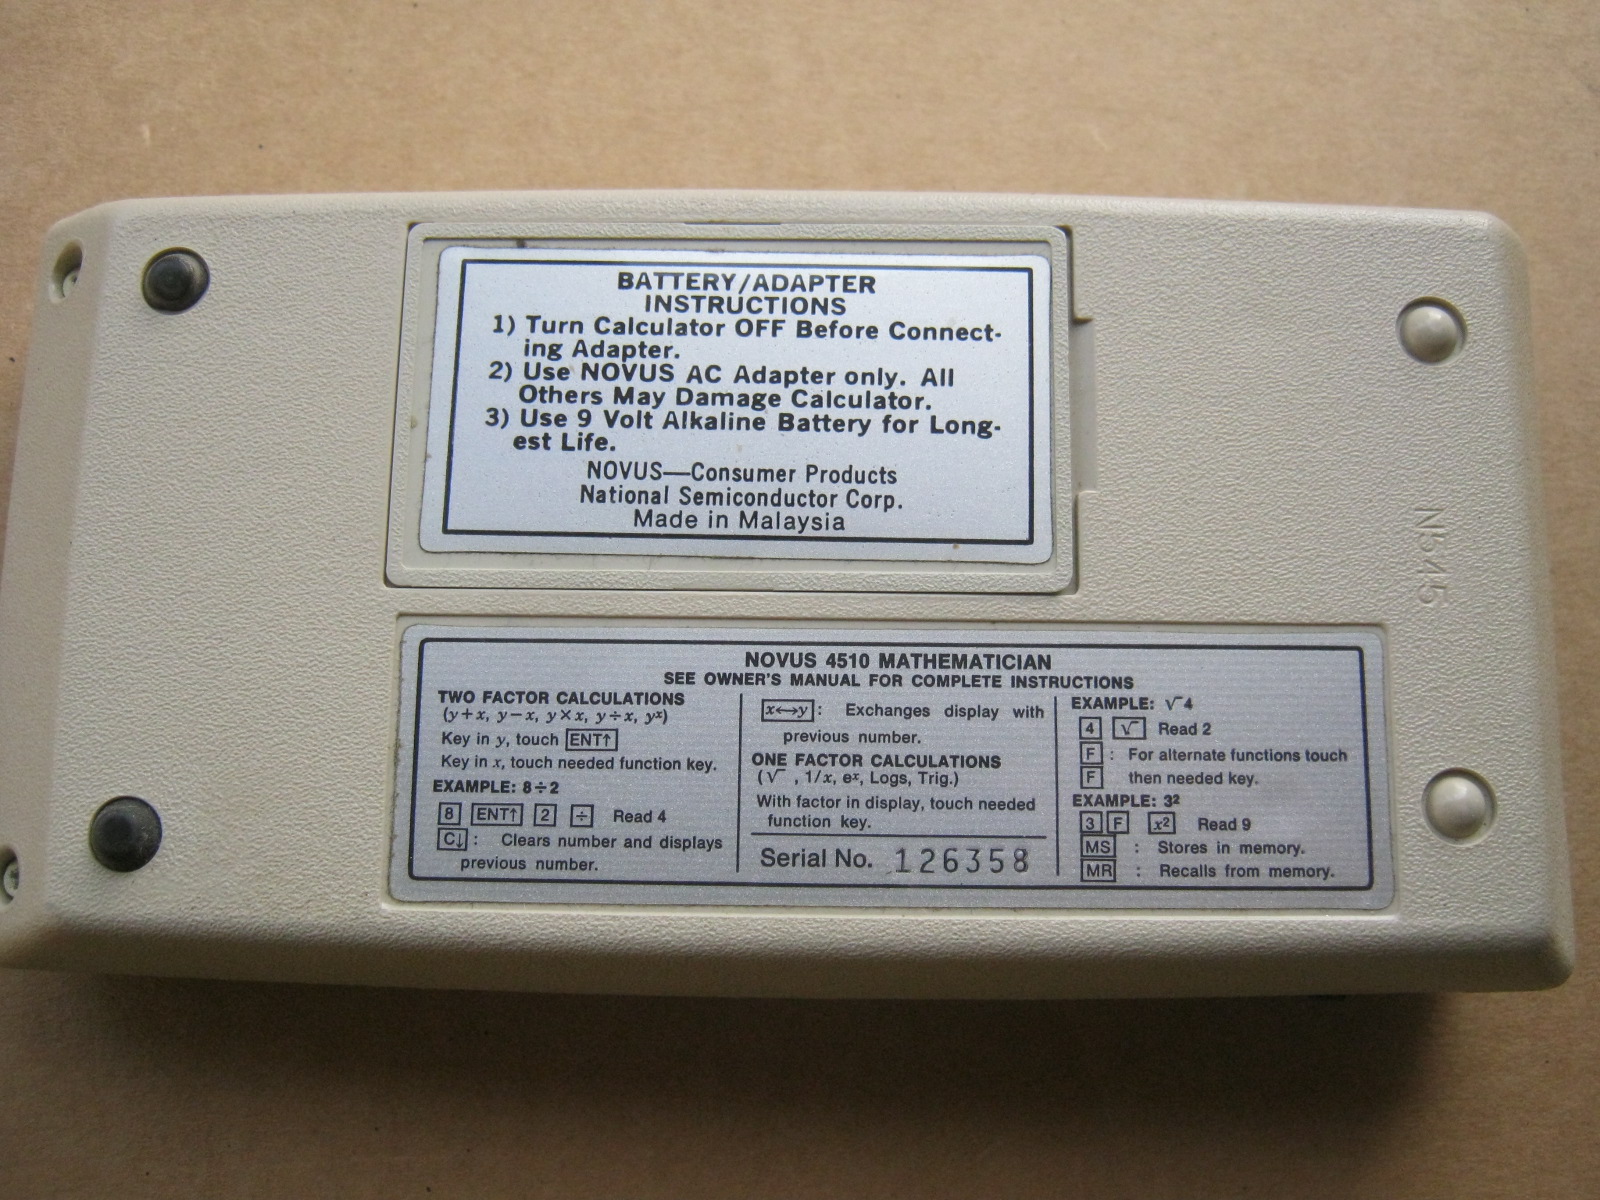 BATTERY/ADAPTER
INSTRUCTIONS
1) Turn Calculator OFF Before Connect-
ing Adapter.
2) Use NOVUS AC Adapter only. All
Others May Damage Calculator.
3) Use 9 Volt Alkaline Battery for Long-
est Life.
NOVUS—Consumer Products
National Semiconductor Corp.
Made in Malaysia
N545
NOVUS 4510 MATHEMATICIAN
SEE OWNER'S MANUAL FOR COMPLETE INSTRUCTIONS
TWO FACTOR CALCULATIONS
(y+x, y−x, y×x, y÷x, yˣ)
Key in y, touch ENT↑
Key in x, touch needed function key.
EXAMPLE: 8÷2
8 ENT↑ 2 ÷ Read 4
C↓ : Clears number and displays
previous number.
x↔y : Exchanges display with
previous number.
ONE FACTOR CALCULATIONS
(√ , 1/x, eˣ, Logs, Trig.)
With factor in display, touch needed
function key.
Serial No. 126358
EXAMPLE: √4
4 √ Read 2
F : For alternate functions touch
F then needed key.
EXAMPLE: 3²
3 F x² Read 9
MS : Stores in memory.
MR : Recalls from memory.